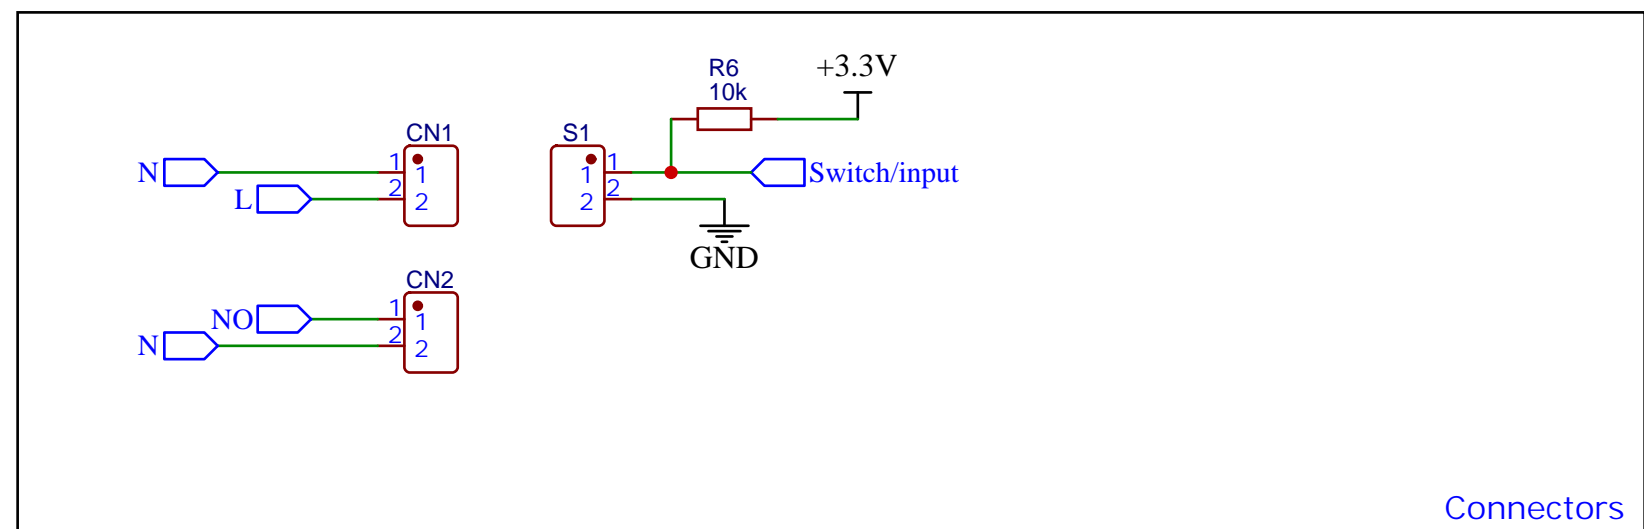 R6
10k
+3.3V
CN1
1 1
2 2
N
L
S1
1 1
2 2
Switch/input
GND
CN2
1 1
2 2
NO
N
Connectors